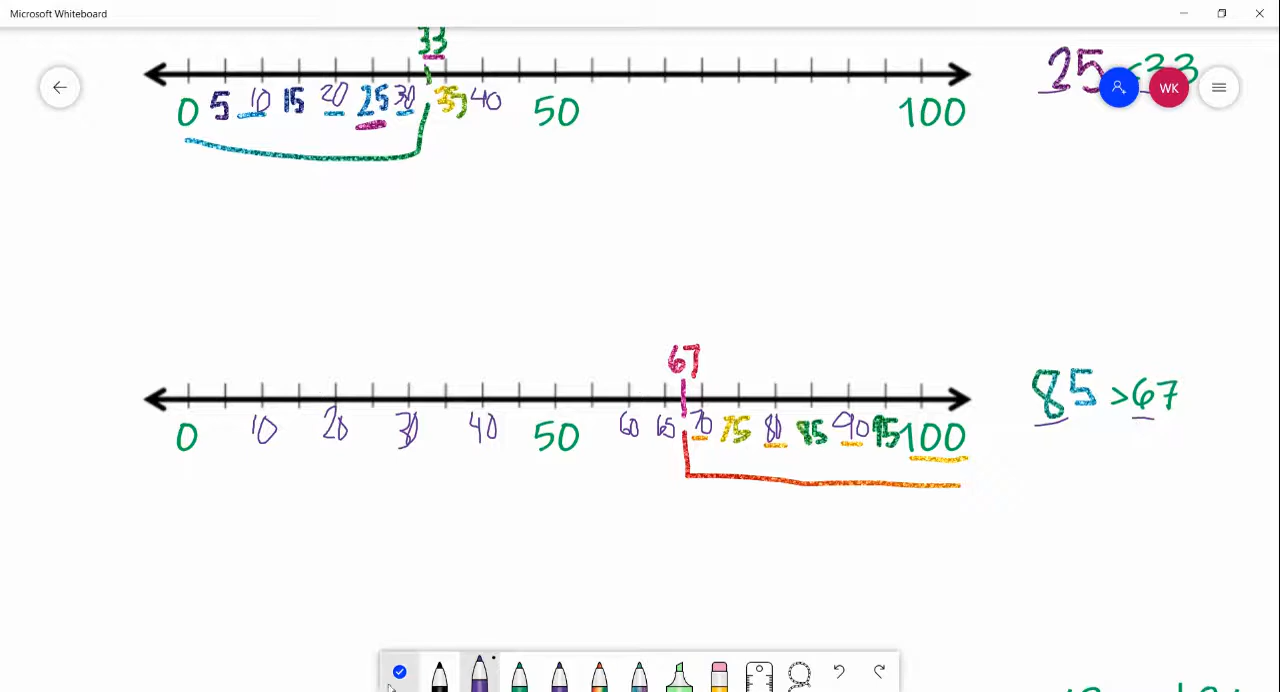 Microsoft Whiteboard
33
25 <33
WK
0 5 10 15 20 25 30 35 40 50 100
67
85 >67
0 10 20 30 40 50 60 65 70 75 80 85 90 95 100